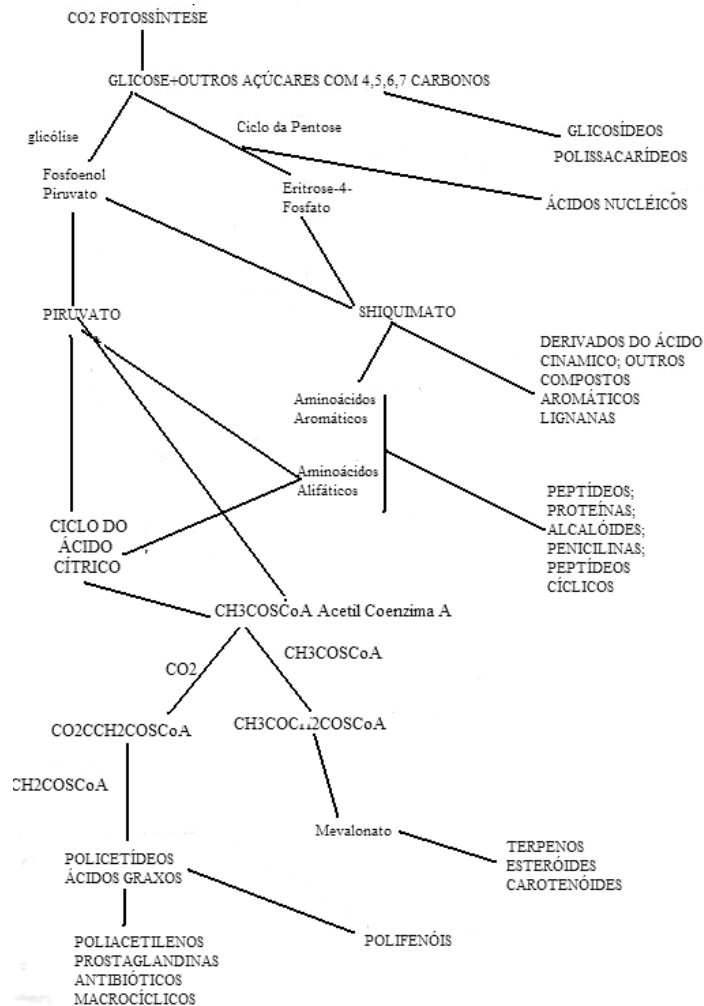 CO2 FOTOSSÍNTESE
GLICOSE+OUTROS AÇÚCARES COM 4,5,6,7 CARBONOS
Ciclo da Pentose
glicólise
GLICOSÍDEOS
POLISSACARÍDEOS
Fosfoenol
Piruvato
Eritrose-4-
Fosfato
ÁCIDOS NUCLÉICOS
PIRUVATO
SHIQUIMATO
DERIVADOS DO ÁCIDO
CINAMICO; OUTROS
COMPOSTOS
AROMÁTICOS
LIGNANAS
Aminoácidos
Aromáticos
Aminoácidos
Alifáticos
PEPTÍDEOS;
PROTEÍNAS;
ALCALÓIDES;
PENICILINAS;
PEPTÍDEOS
CÍCLICOS
CICLO DO
ÁCIDO
CÍTRICO
CH3COSCoA Acetil Coenzima A
CH3COSCoA
CO2
CO2CCH2COSCoA
CH3COCH2COSCoA
CH2COSCoA
Mevalonato
TERPENOS
ESTERÓIDES
CAROTENÓIDES
POLICETÍDEOS
ÁCIDOS GRAXOS
POLIFENÓIS
POLIACETILENOS
PROSTAGLANDINAS
ANTIBIÓTICOS
MACROCÍCLICOS